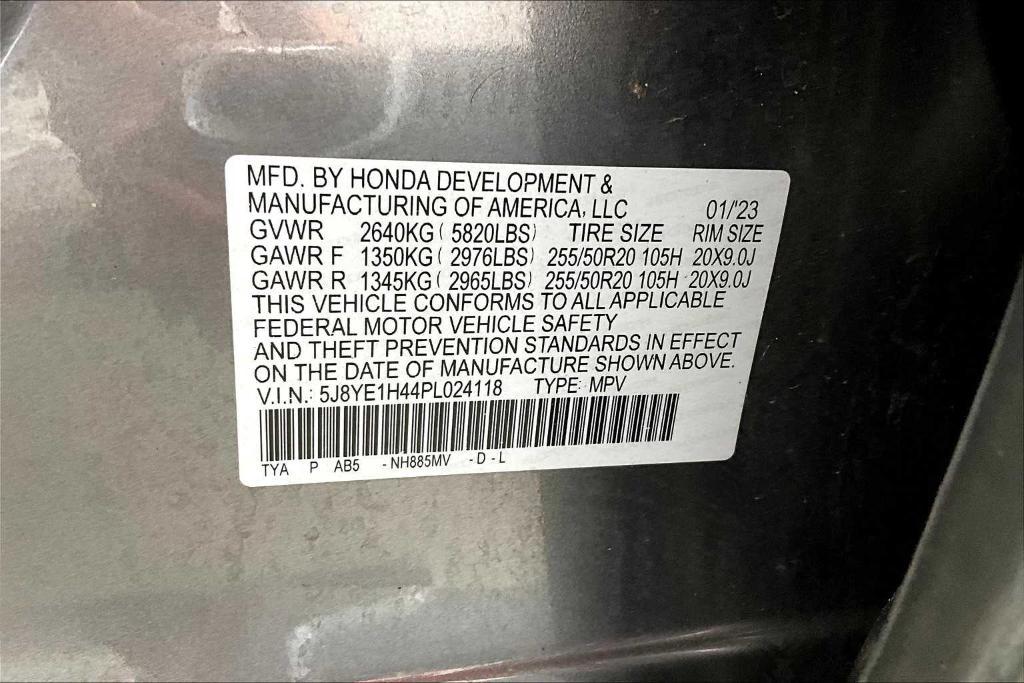 MFD. BY HONDA DEVELOPMENT &
MANUFACTURING OF AMERICA, LLC 01/'23
GVWR 2640KG ( 5820LBS) TIRE SIZE RIM SIZE
GAWR F 1350KG ( 2976LBS) 255/50R20 105H 20X9.0J
GAWR R 1345KG ( 2965LBS) 255/50R20 105H 20X9.0J
THIS VEHICLE CONFORMS TO ALL APPLICABLE
FEDERAL MOTOR VEHICLE SAFETY
AND THEFT PREVENTION STANDARDS IN EFFECT
ON THE DATE OF MANUFACTURE SHOWN ABOVE.
V.I.N.: 5J8YE1H44PL024118 TYPE: MPV
TYA P AB5 - NH885MV - D - L